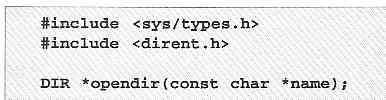 #include <sys/types.h>
#include <dirent.h>
DIR *opendir(const char *name);